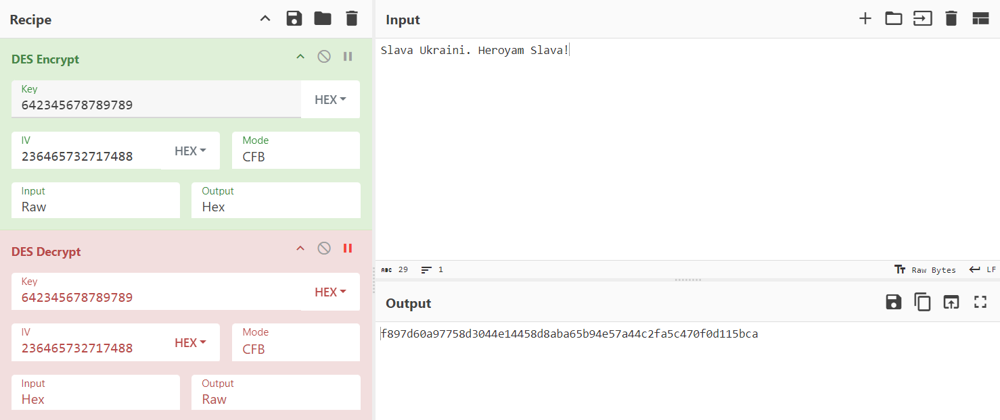 Recipe
DES Encrypt
Key
642345678789789
HEX
IV
236465732717488
HEX
Mode
CFB
Input
Raw
Output
Hex
DES Decrypt
Key
642345678789789
HEX
IV
236465732717488
HEX
Mode
CFB
Input
Hex
Output
Raw
Input
Slava Ukraini. Heroyam Slava!
ABC 29 1
Tт Raw Bytes LF
Output
f897d60a97758d3044e14458d8aba65b94e57a44c2fa5c470f0d115bca